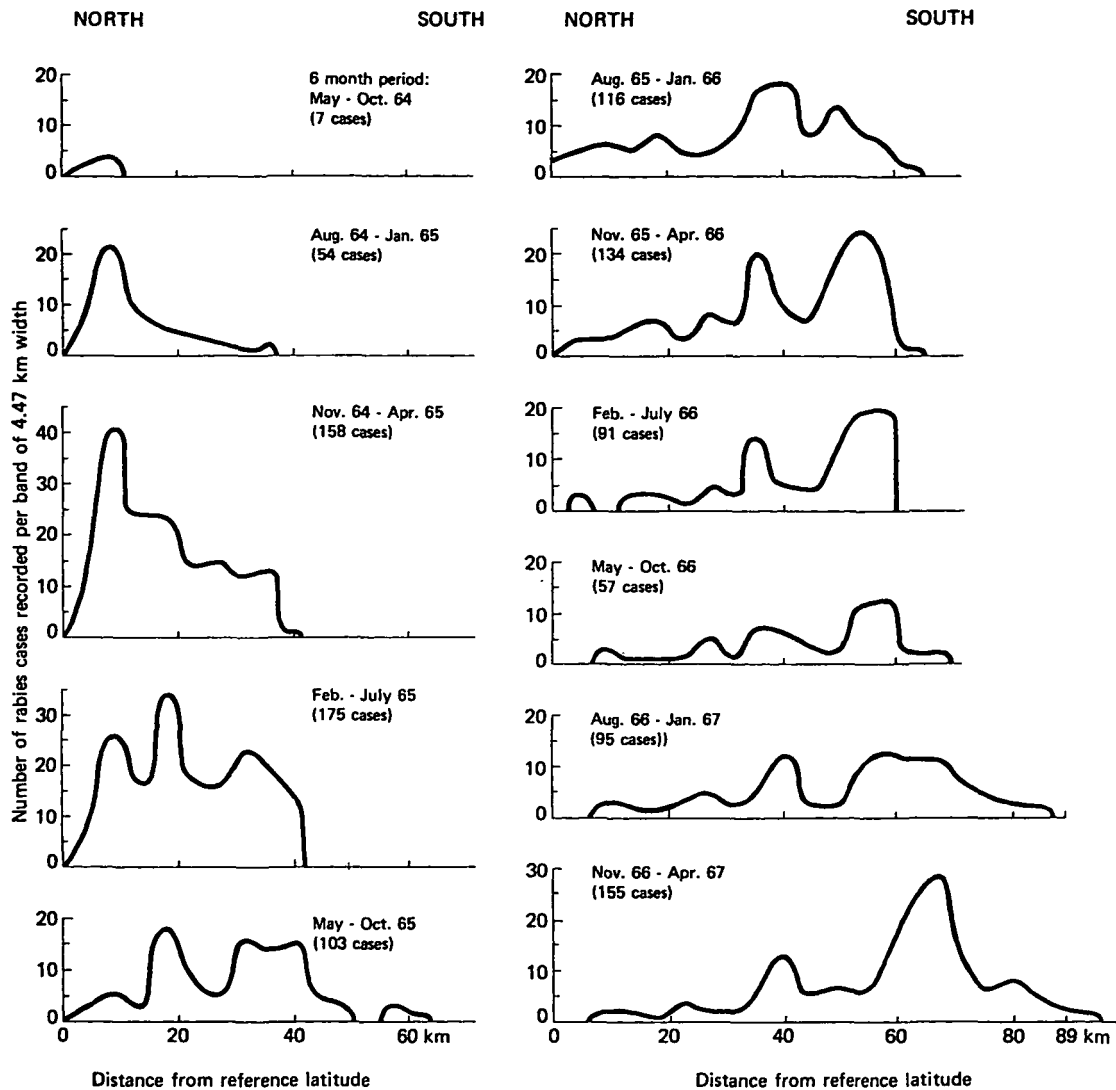 NORTH SOUTH
Number of rabies cases recorded per band of 4.47 km width
6 month period:
May - Oct. 64
(7 cases)
20
10
0
Aug. 64 - Jan. 65
(54 cases)
20
10
0
Nov. 64 - Apr. 65
(158 cases)
40
30
20
10
0
Feb. - July 65
(175 cases)
30
20
10
0
May - Oct. 65
(103 cases)
20
10
0
0 20 40 60 km
Distance from reference latitude
NORTH SOUTH
Aug. 65 - Jan. 66
(116 cases)
20
10
0
Nov. 65 - Apr. 66
(134 cases)
20
10
0
Feb. - July 66
(91 cases)
20
10
0
May - Oct. 66
(57 cases)
20
10
0
Aug. 66 - Jan. 67
(95 cases))
20
10
0
Nov. 66 - Apr. 67
(155 cases)
30
20
10
0
0 20 40 60 80 89 km
Distance from reference latitude